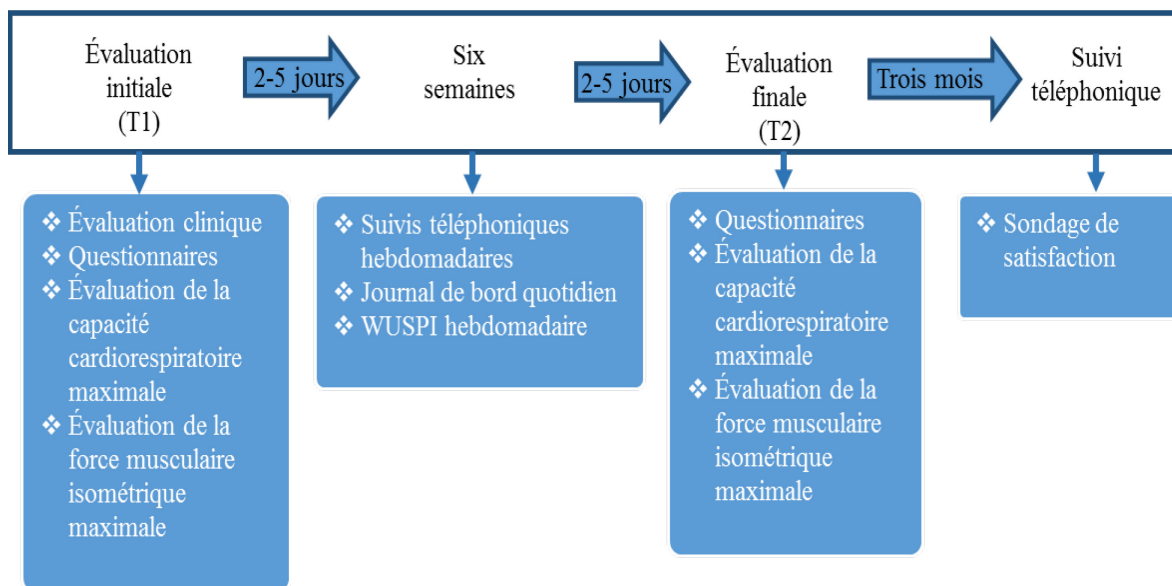 Évaluation
initiale
(T1)
2-5 jours
Six
semaines
2-5 jours
Évaluation
finale
(T2)
Trois mois
Suivi
téléphonique
❖ Évaluation clinique
❖ Questionnaires
❖ Évaluation de la
capacité
cardiorespiratoire
maximale
❖ Évaluation de la
force musculaire
isométrique
maximale
❖ Suivis téléphoniques
hebdomadaires
❖ Journal de bord quotidien
❖ WUSPI hebdomadaire
❖ Questionnaires
❖ Évaluation de la
capacité
cardiorespiratoire
maximale
❖ Évaluation de la
force musculaire
isométrique
maximale
❖ Sondage de
satisfaction